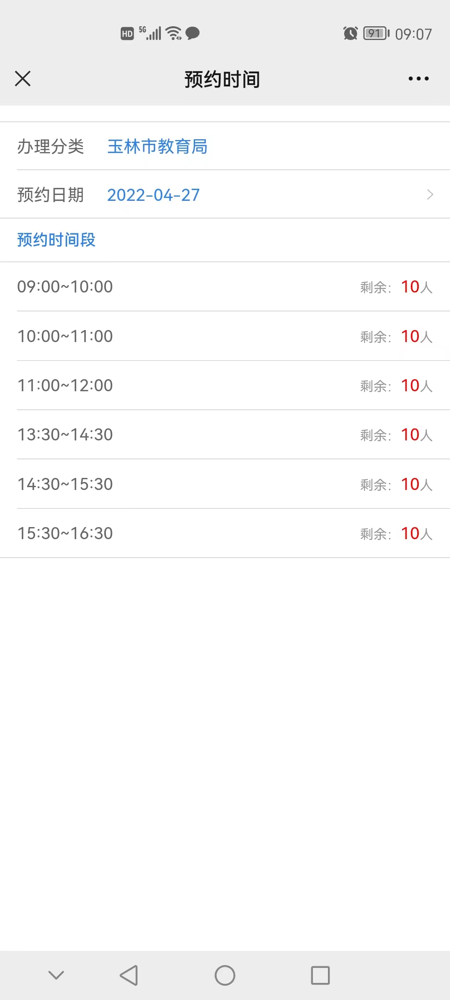 HD 5G 91 09:07
预约时间
办理分类 玉林市教育局
预约日期 2022-04-27
预约时间段
09:00~10:00 剩余: 10人
10:00~11:00 剩余: 10人
11:00~12:00 剩余: 10人
13:30~14:30 剩余: 10人
14:30~15:30 剩余: 10人
15:30~16:30 剩余: 10人